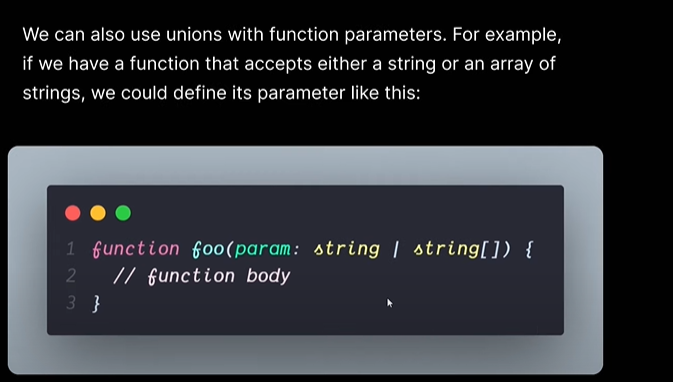 We can also use unions with function parameters. For example,
if we have a function that accepts either a string or an array of
strings, we could define its parameter like this:
1 function foo(param: string | string[]) {
2 // function body
3 }